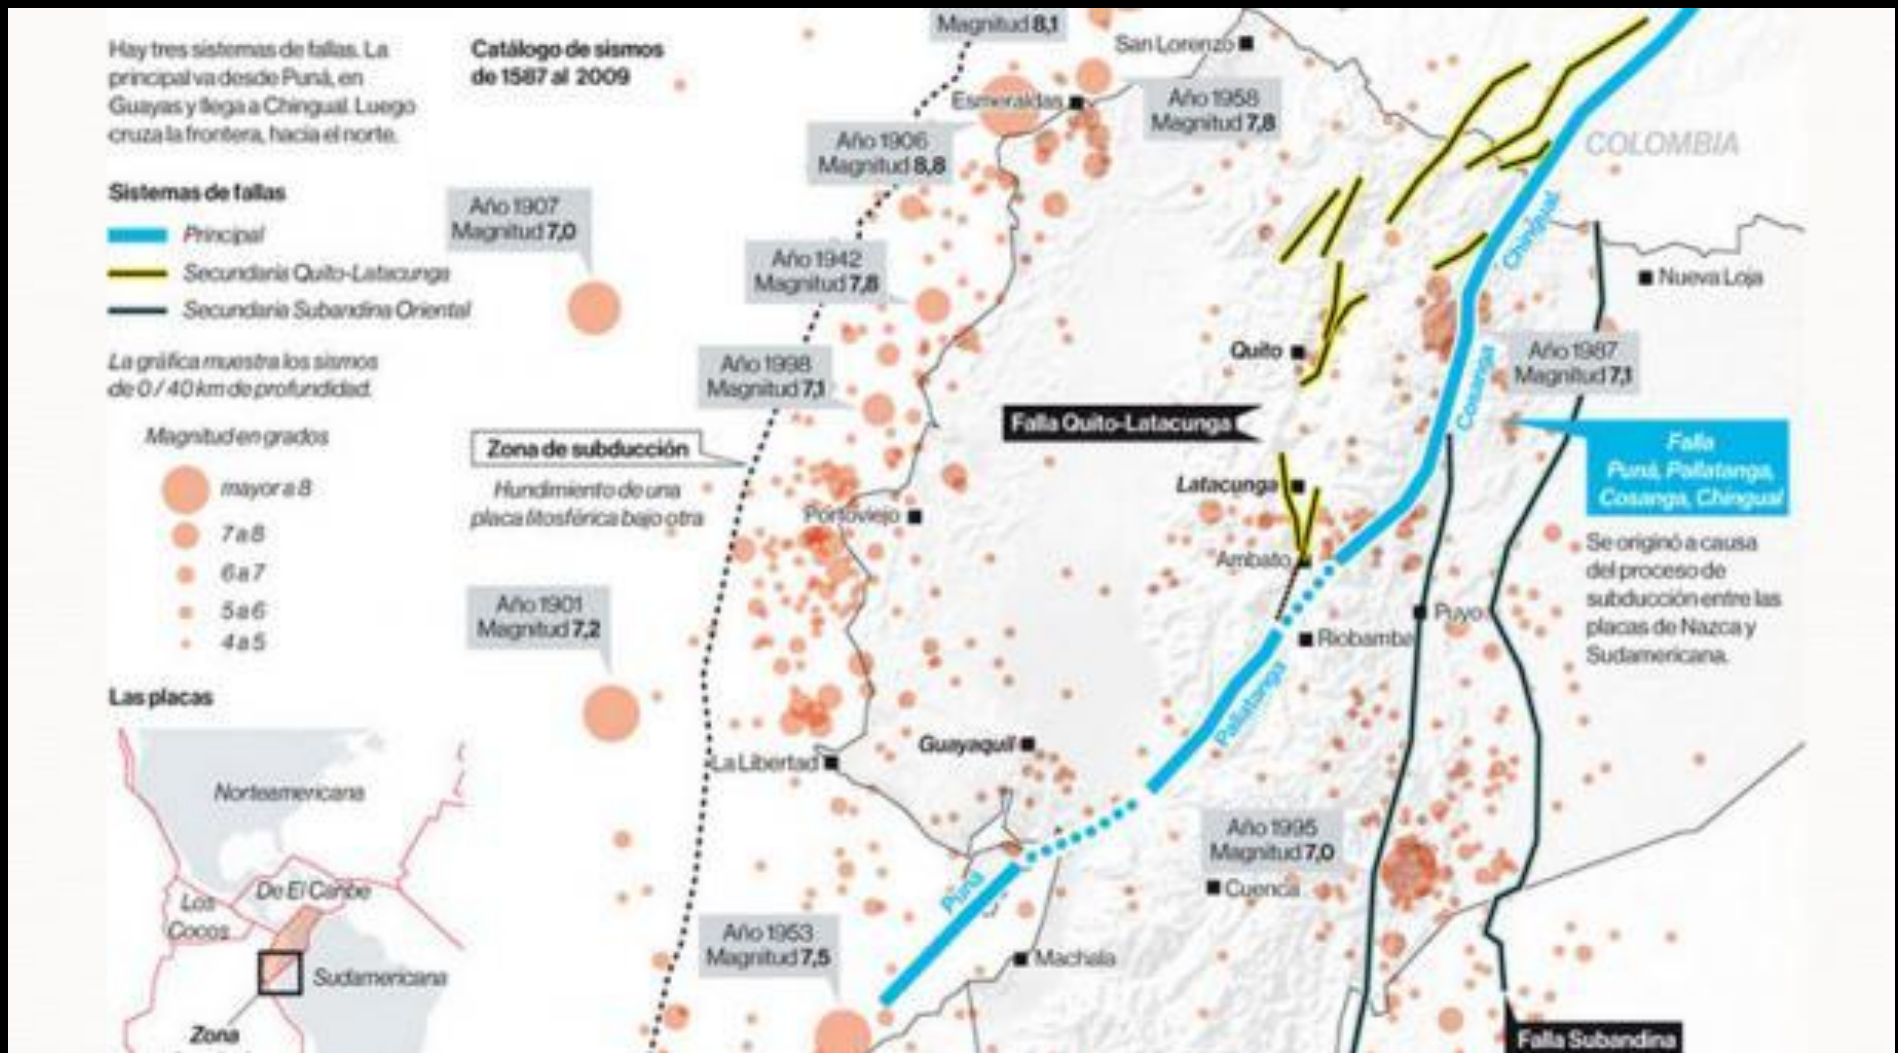 Hay tres sistemas de fallas. La
principal va desde Puná, en
Guayas y llega a Chingual. Luego
cruza la frontera, hacia el norte.
Catálogo de sismos
de 1587 al 2009
Sistemas de fallas
Principal
Secundaria Quito-Latacunga
Secundaria Subandina Oriental
La gráfica muestra los sismos
de 0 / 40 km de profundidad.
Magnitud en grados
mayor a 8
7 a 8
6 a 7
5 a 6
4 a 5
Las placas
Norteamericana
De El Caribe
Los
Cocos
Sudamericana
Zona
Magnitud 8,1
San Lorenzo
Esmeraldas
Año 1958
Magnitud 7,8
Año 1906
Magnitud 8,8
COLOMBIA
Año 1907
Magnitud 7,0
Chingual
Año 1942
Magnitud 7,8
Nueva Loja
Quito
Año 1998
Magnitud 7,1
Año 1987
Magnitud 7,1
Cosanga
Falla Quito-Latacunga
Zona de subducción
Hundimiento de una
placa litosférica bajo otra
Falla
Puná, Pallatanga,
Cosanga, Chingual
Se originó a causa
del proceso de
subducción entre las
placas de Nazca y
Sudamericana.
Latacunga
Portoviejo
Ambato
Año 1901
Magnitud 7,2
Puyo
Riobamba
Pallatanga
Guayaquil
La Libertad
Año 1995
Magnitud 7,0
Cuenca
Puná
Año 1953
Magnitud 7,5
Machala
Falla Subandina